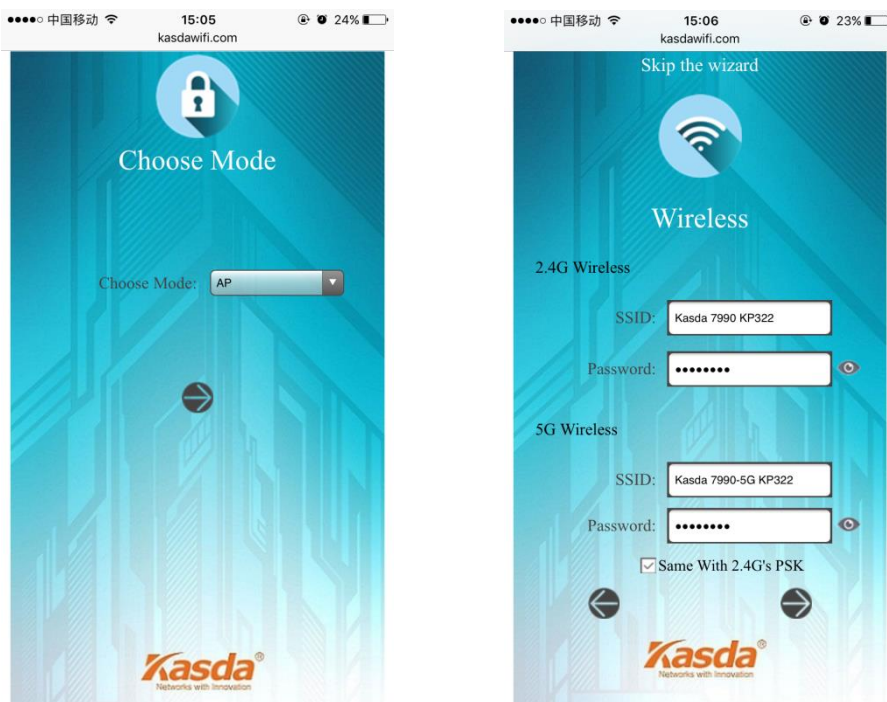 中国移动 15:05 24%
kasdawifi.com
Choose Mode
Choose Mode: AP
Kasda®
Networks with Innovation
中国移动 15:06 23%
kasdawifi.com
Skip the wizard
Wireless
2.4G Wireless
SSID: Kasda 7990 KP322
Password: ••••••••
5G Wireless
SSID: Kasda 7990-5G KP322
Password: ••••••••
Same With 2.4G's PSK
Kasda®
Networks with Innovation